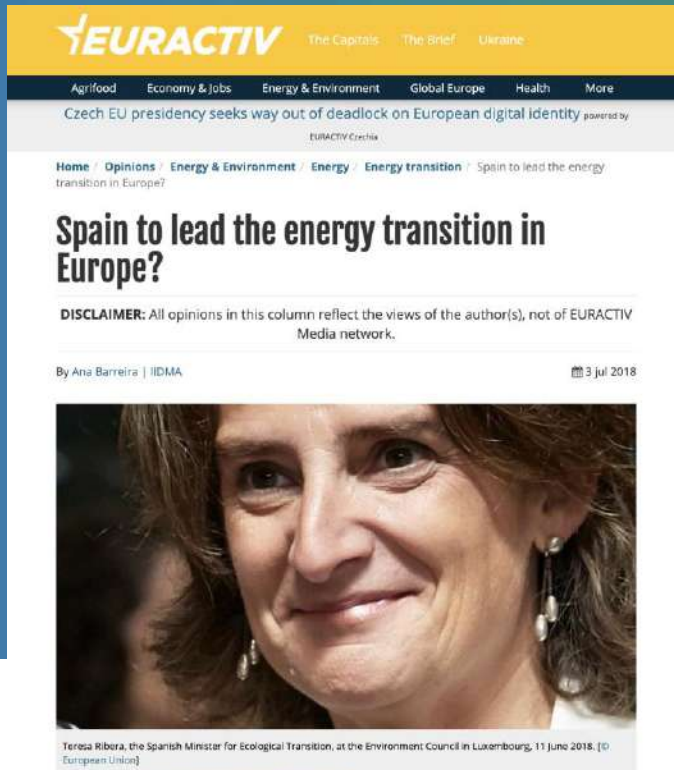 EURACTIV The Capitals The Brief Ukraine
Agrifood Economy & Jobs Energy & Environment Global Europe Health More
Czech EU presidency seeks way out of deadlock on European digital identity powered by
EURACTIV Czechia
Home / Opinions / Energy & Environment / Energy / Energy transition / Spain to lead the energy
transition in Europe?
Spain to lead the energy transition in
Europe?
DISCLAIMER: All opinions in this column reflect the views of the author(s), not of EURACTIV
Media network.
By Ana Barreira | IIDMA 3 jul 2018
Teresa Ribera, the Spanish Minister for Ecological Transition, at the Environment Council in Luxembourg, 11 June 2018. [©
European Union]